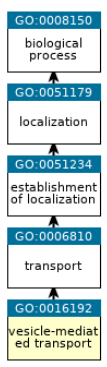 GO:0008150
biological
process
GO:0051179
localization
GO:0051234
establishment
of localization
GO:0006810
transport
GO:0016192
vesicle-mediat
ed transport